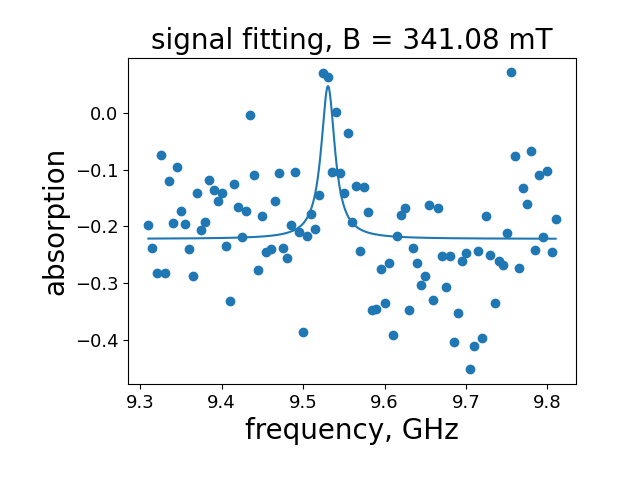 signal fitting, B = 341.08 mT
0.0
−0.1
−0.2
−0.3
−0.4
absorption
9.3 9.4 9.5 9.6 9.7 9.8
frequency, GHz